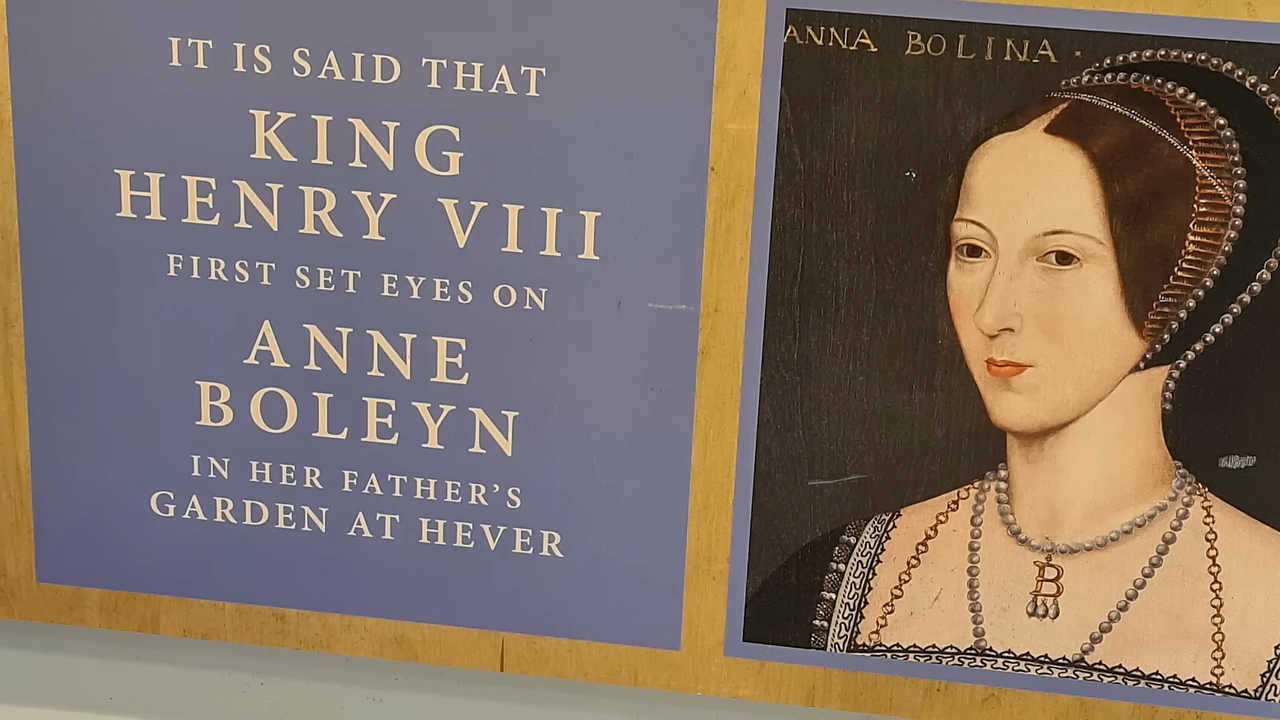 IT IS SAID THAT
KING
HENRY VIII
FIRST SET EYES ON
ANNE
BOLEYN
IN HER FATHER'S
GARDEN AT HEVER
ANNA BOLINA
B